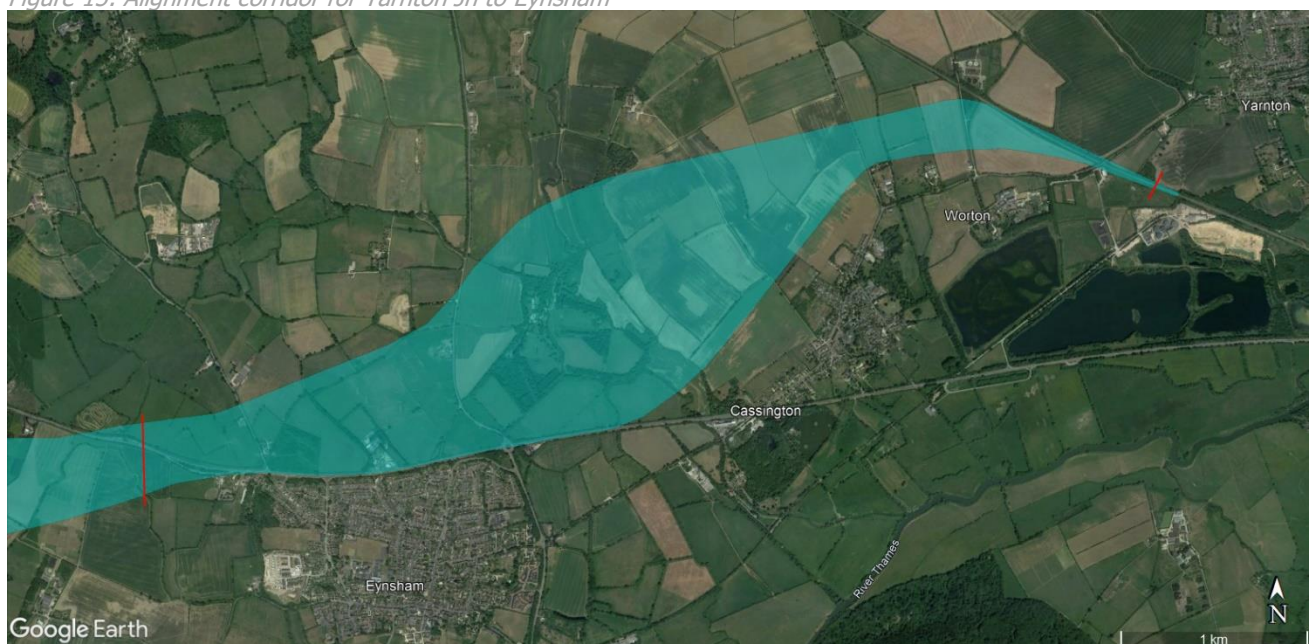 Figure 15: Alignment corridor for Yarnton Jn to Eynsham
Yarnton
Worton
Cassington
Eynsham
River Thames
N
Google Earth
1 km